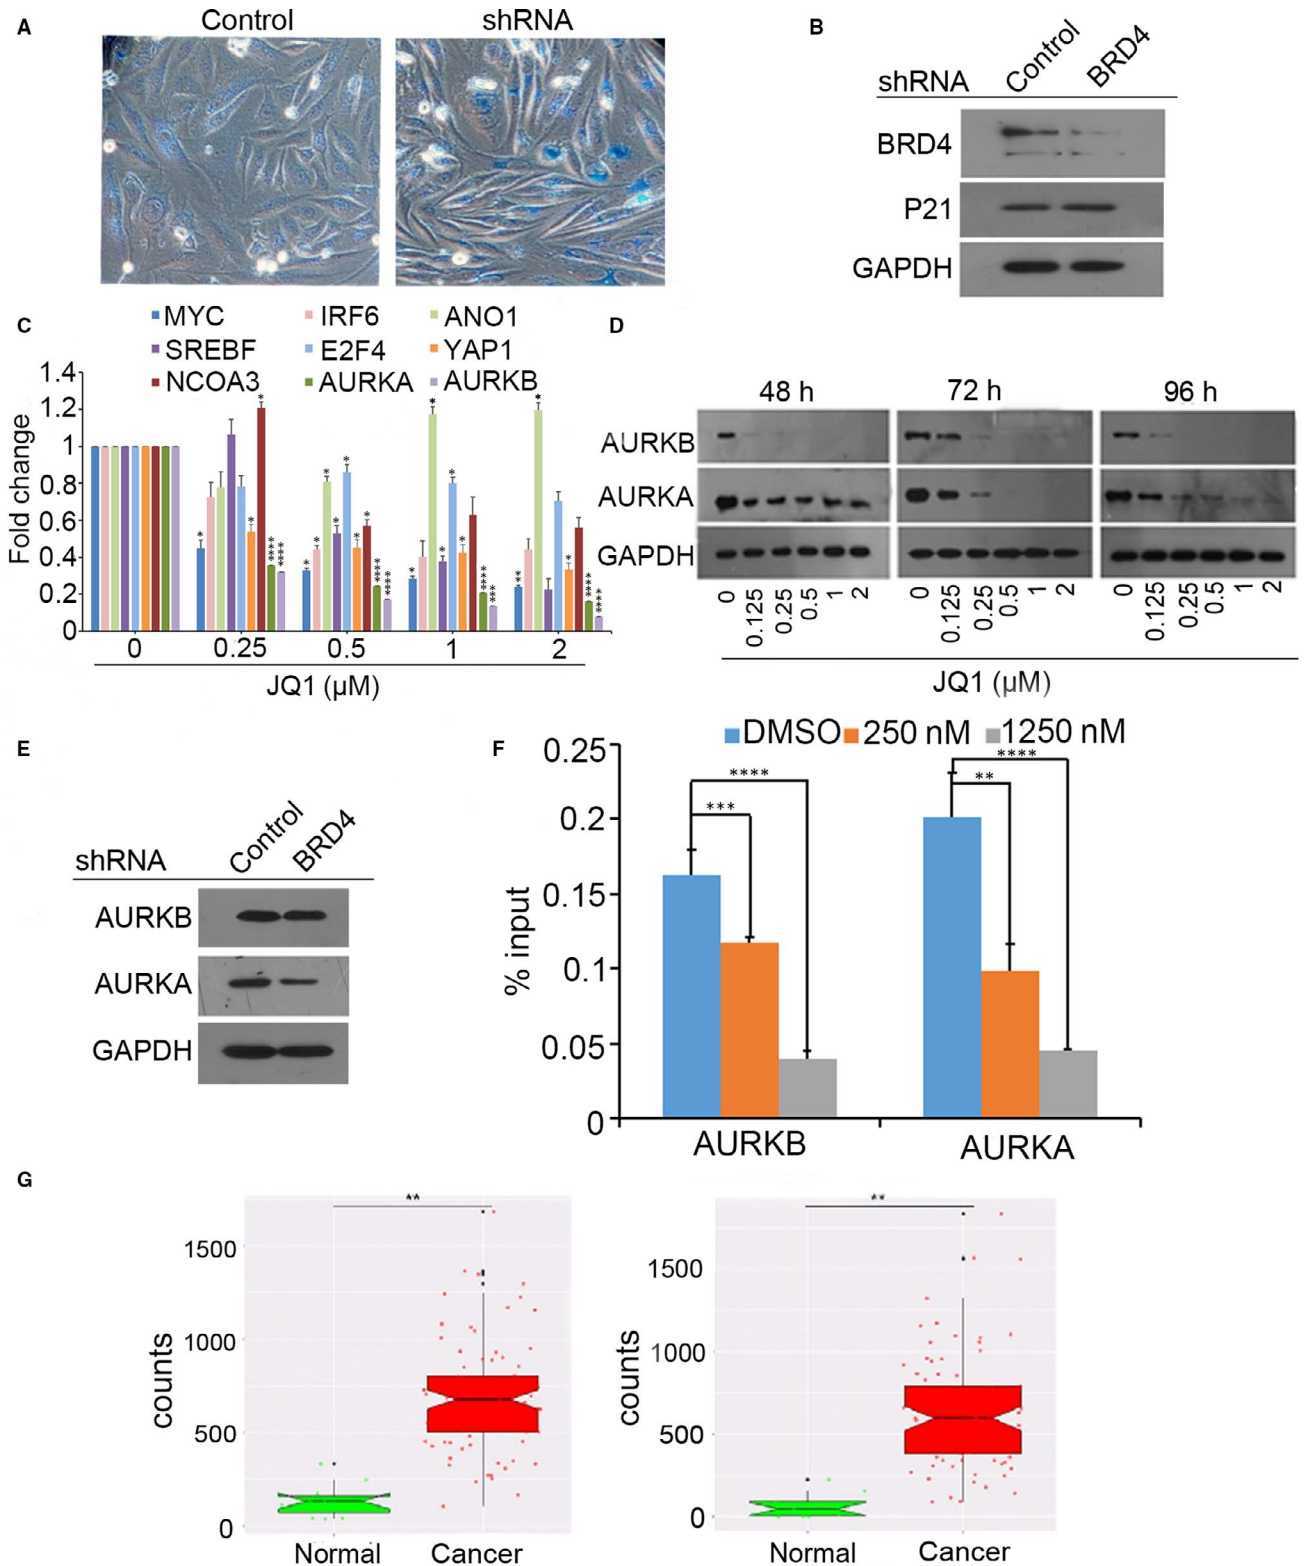 A
Control
shRNA
B
shRNA
Control
BRD4
BRD4
P21
GAPDH
C
MYC
IRF6
ANO1
SREBF
E2F4
YAP1
NCOA3
AURKA
AURKB
Fold change
1.4
1.2
1
0.8
0.6
0.4
0.2
0
*
*
*
****
****
*
*
*
*
*
*
*
****
****
*
*
*
*
*
****
***
**
*
*
****
****
0
0.25
0.5
1
2
JQ1 (µM)
D
48 h
72 h
96 h
AURKB
AURKA
GAPDH
0
0.125
0.25
0.5
1
2
0
0.125
0.25
0.5
1
2
0
0.125
0.25
0.5
1
2
JQ1 (µM)
E
shRNA
Control
BRD4
AURKB
AURKA
GAPDH
F
DMSO
250 nM
1250 nM
% input
0.25
0.2
0.15
0.1
0.05
0
****
***
****
**
AURKB
AURKA
G
**
counts
1500
1000
500
0
Normal
Cancer
**
counts
1500
1000
500
0
Normal
Cancer